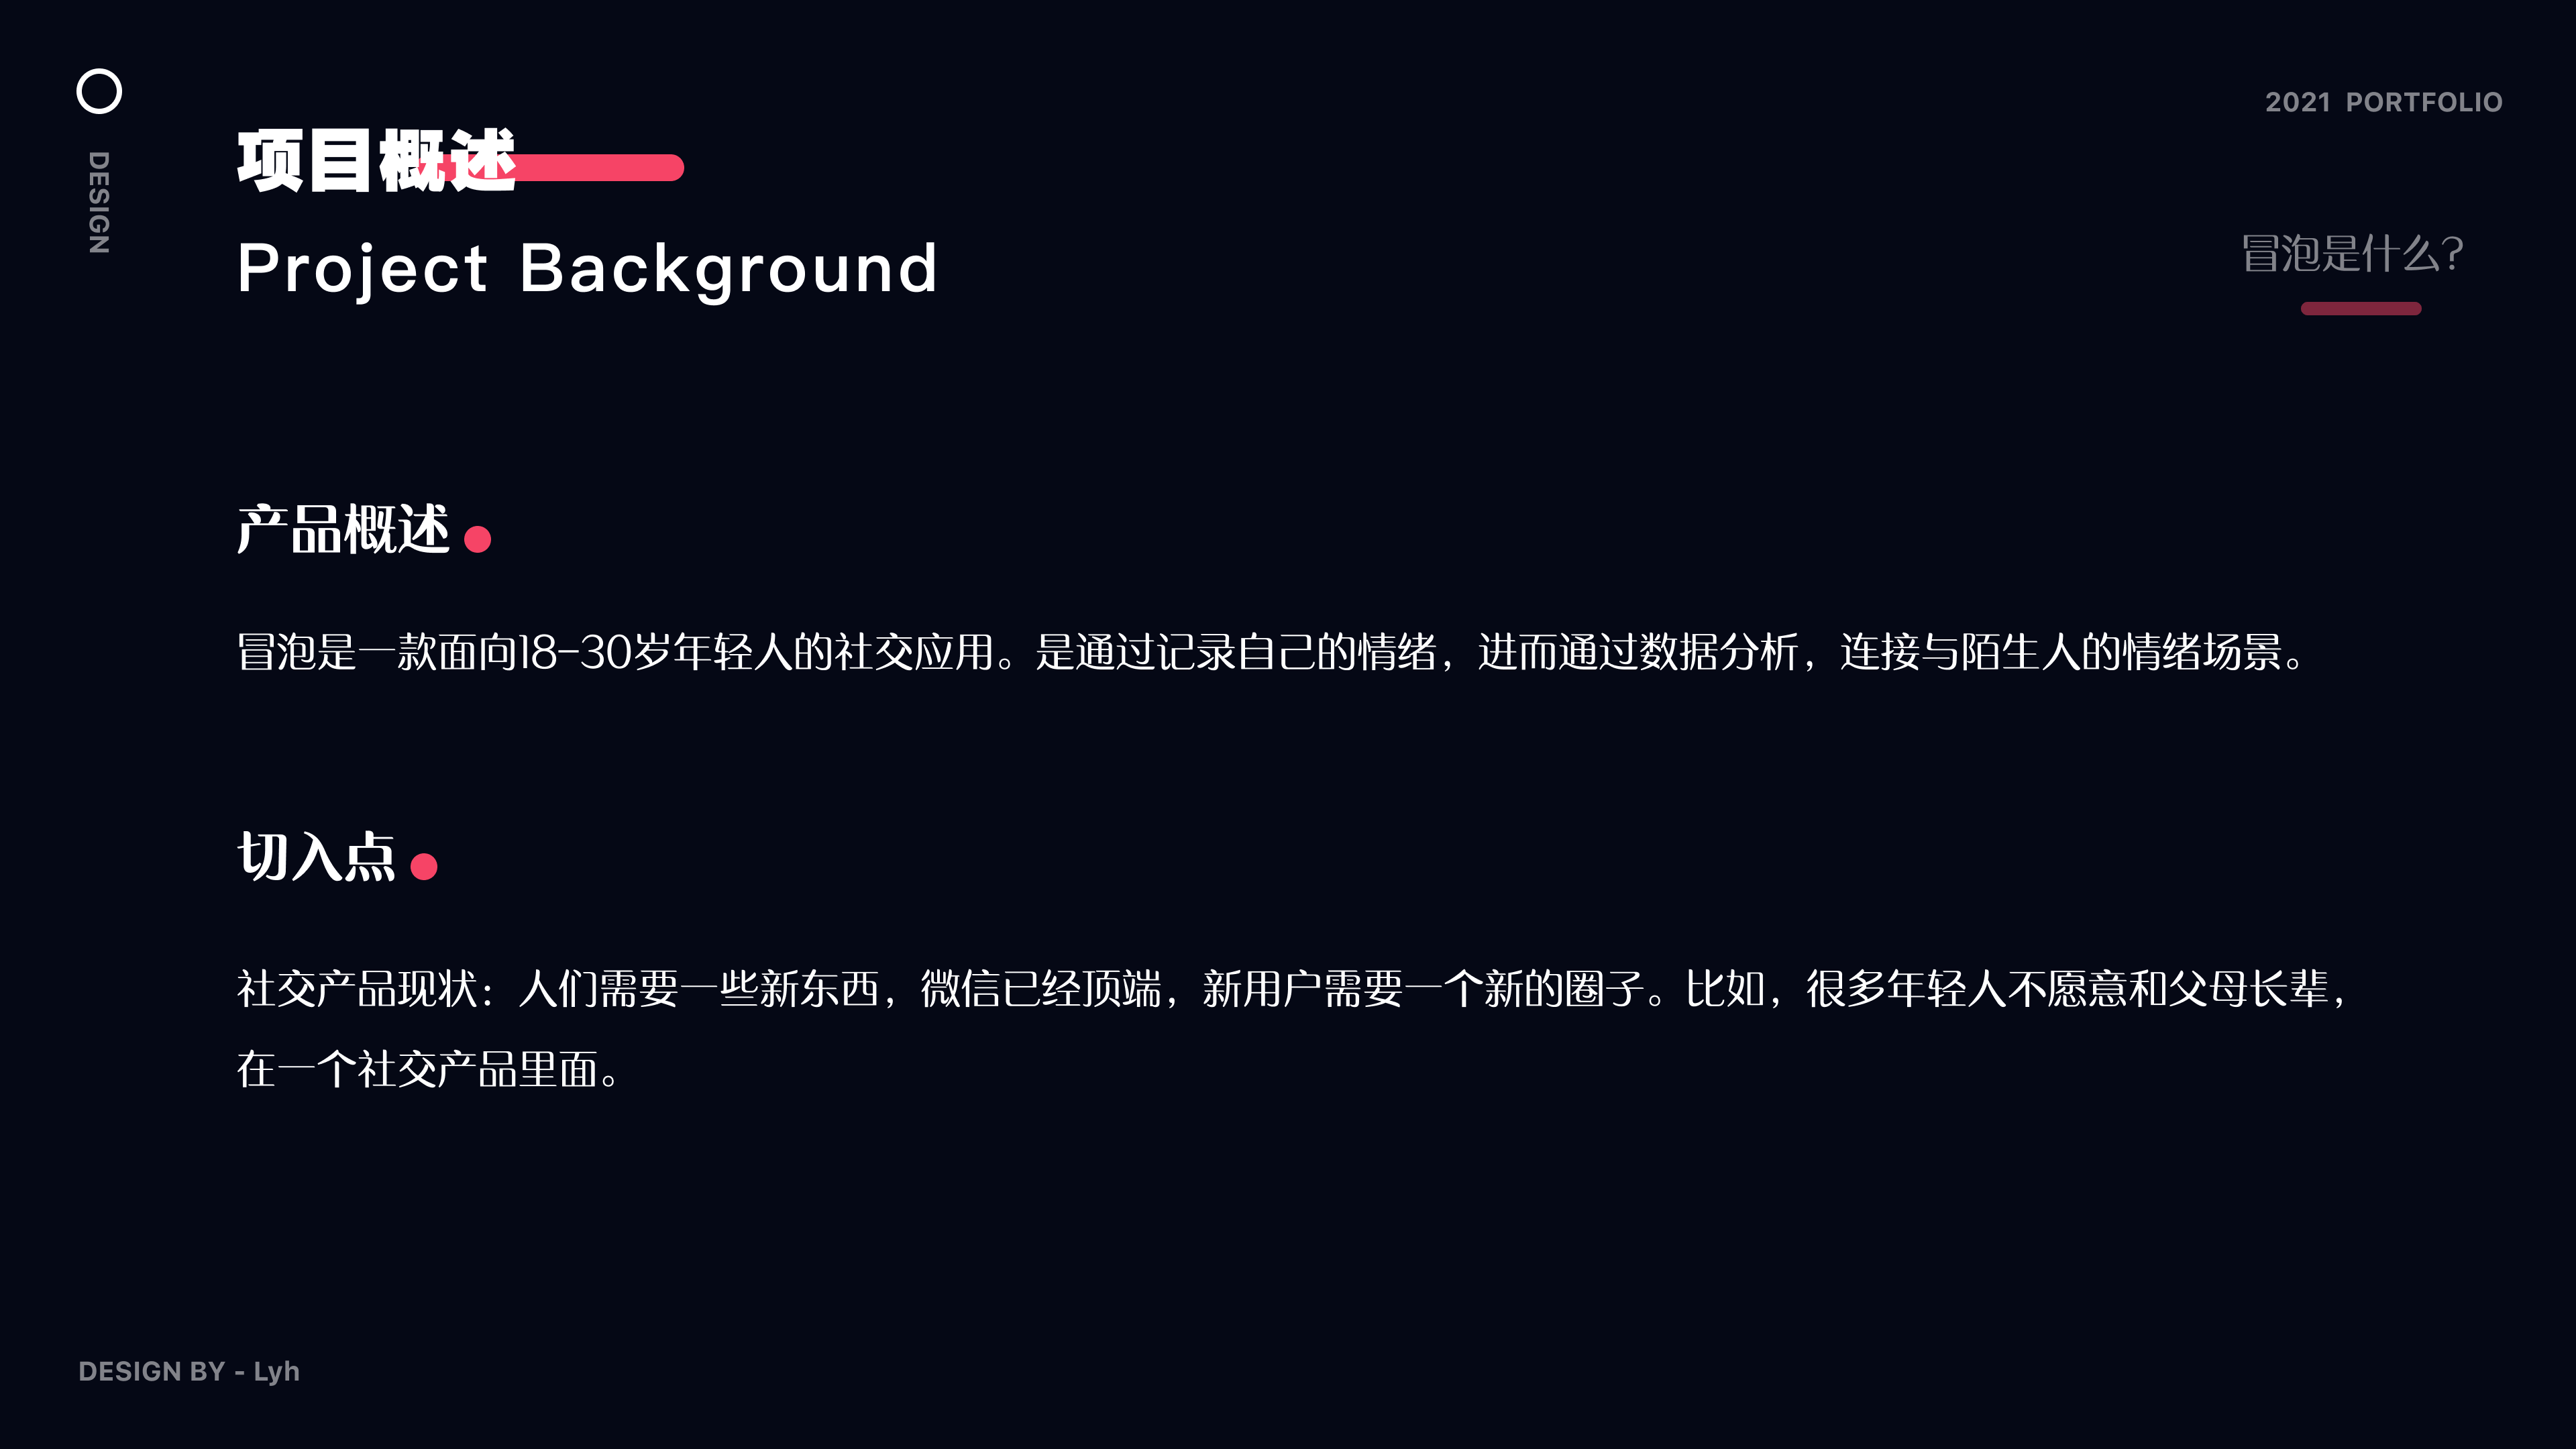 2021 PORTFOLIO
DESIGN
项目概述
Project Background
冒泡是什么?
产品概述
冒泡是一款面向18-30岁年轻人的社交应用。是通过记录自己的情绪，进而通过数据分析，连接与陌生人的情绪场景。
切入点
社交产品现状：人们需要一些新东西，微信已经顶端，新用户需要一个新的圈子。比如，很多年轻人不愿意和父母长辈，
在一个社交产品里面。
DESIGN BY - Lyh